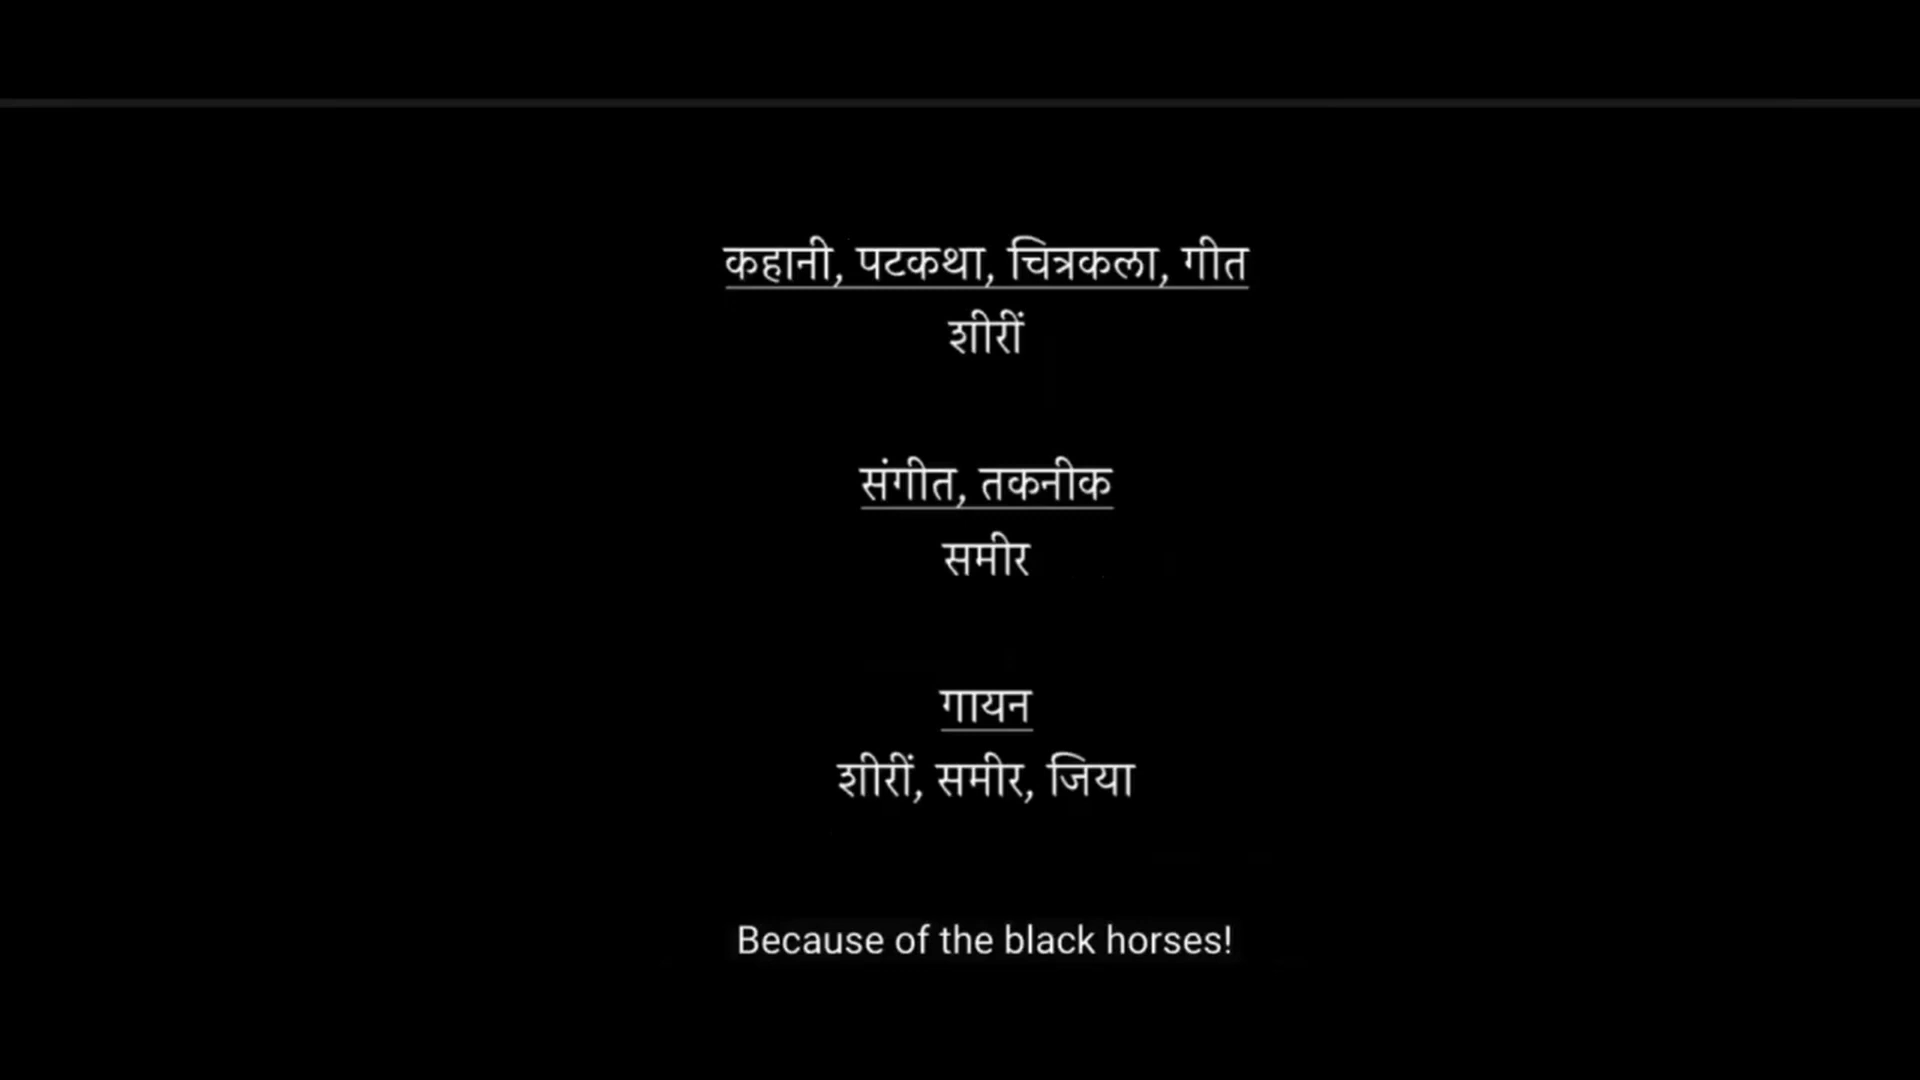 कहानी, पटकथा, चित्रकला, गीत
शीरीं
संगीत, तकनीक
समीर
गायन
शीरीं, समीर, जिया
Because of the black horses!